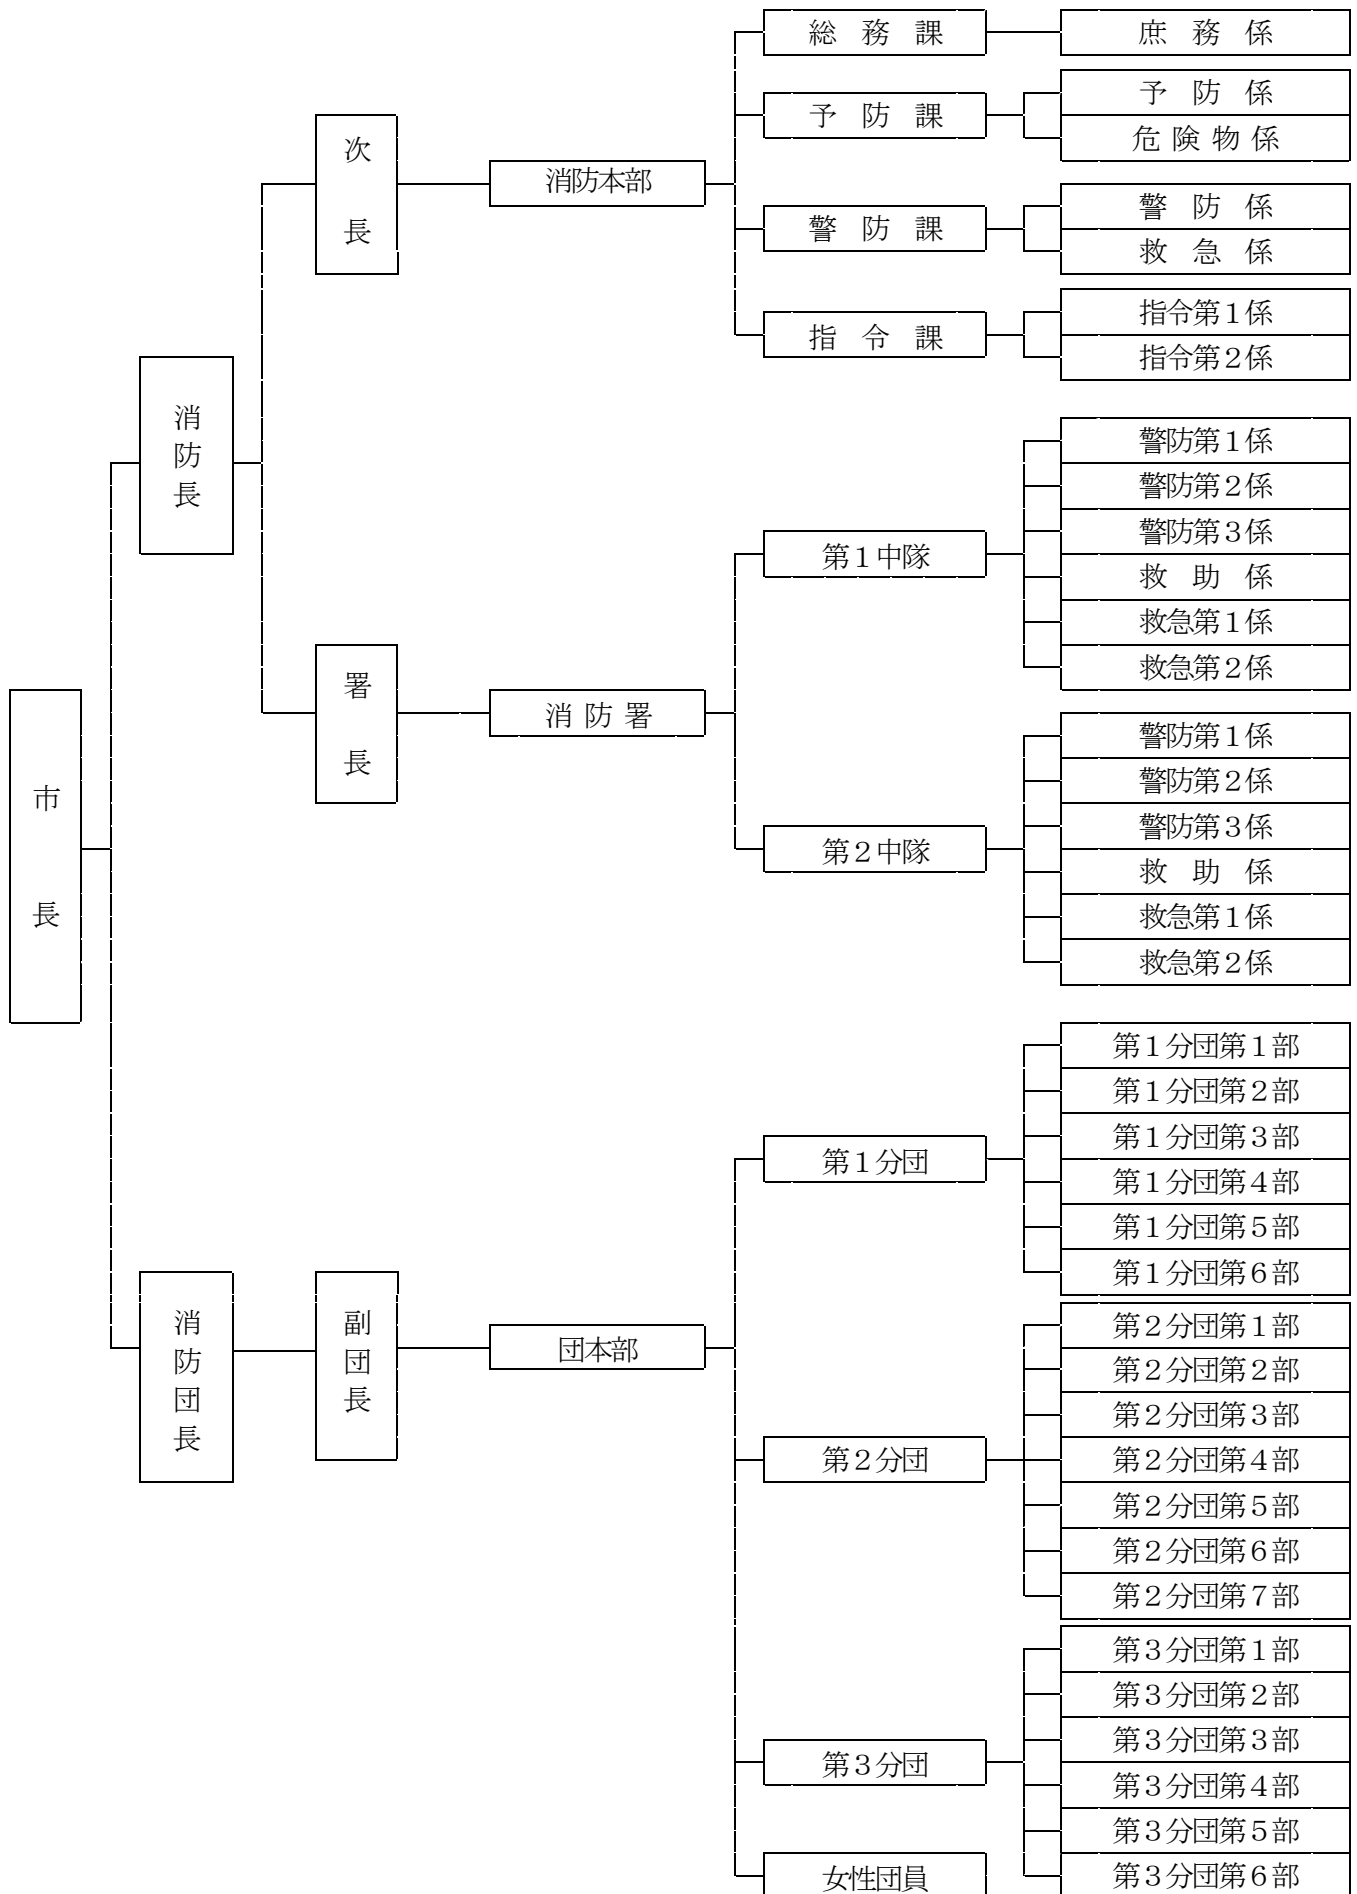 市長
消防長
次長
消防本部
総務課
庶務係
予防課
予防係
危険物係
警防課
警防係
救急係
指令課
指令第１係
指令第２係
署長
消防署
第１中隊
警防第１係
警防第２係
警防第３係
救助係
救急第１係
救急第２係
第２中隊
警防第１係
警防第２係
警防第３係
救助係
救急第１係
救急第２係
消防団長
副団長
団本部
第１分団
第１分団第１部
第１分団第２部
第１分団第３部
第１分団第４部
第１分団第５部
第１分団第６部
第２分団
第２分団第１部
第２分団第２部
第２分団第３部
第２分団第４部
第２分団第５部
第２分団第６部
第２分団第７部
第３分団
第３分団第１部
第３分団第２部
第３分団第３部
第３分団第４部
第３分団第５部
第３分団第６部
女性団員